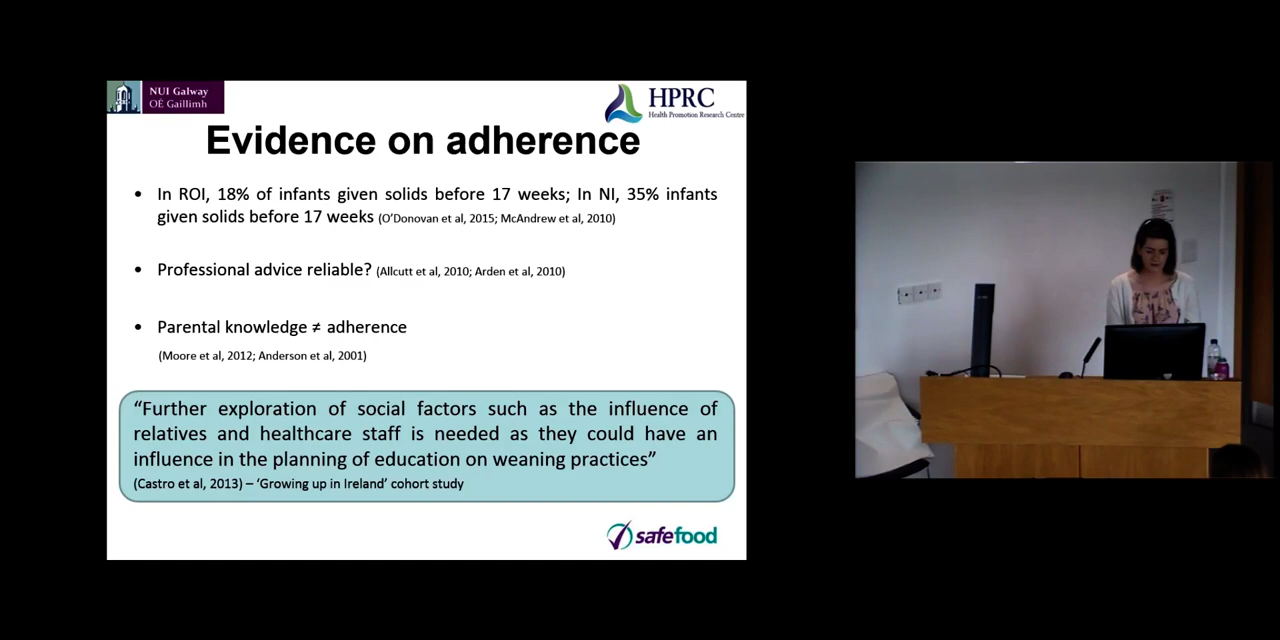 NUI Galway
OÉ Gaillimh
HPRC
Health Promotion Research Centre
Evidence on adherence
• In ROI, 18% of infants given solids before 17 weeks; In NI, 35% infants
given solids before 17 weeks (O'Donovan et al, 2015; McAndrew et al, 2010)
• Professional advice reliable? (Allcutt et al, 2010; Arden et al, 2010)
• Parental knowledge ≠ adherence
(Moore et al, 2012; Anderson et al, 2001)
“Further exploration of social factors such as the influence of
relatives and healthcare staff is needed as they could have an
influence in the planning of education on weaning practices”
(Castro et al, 2013) – ‘Growing up in Ireland’ cohort study
safefood